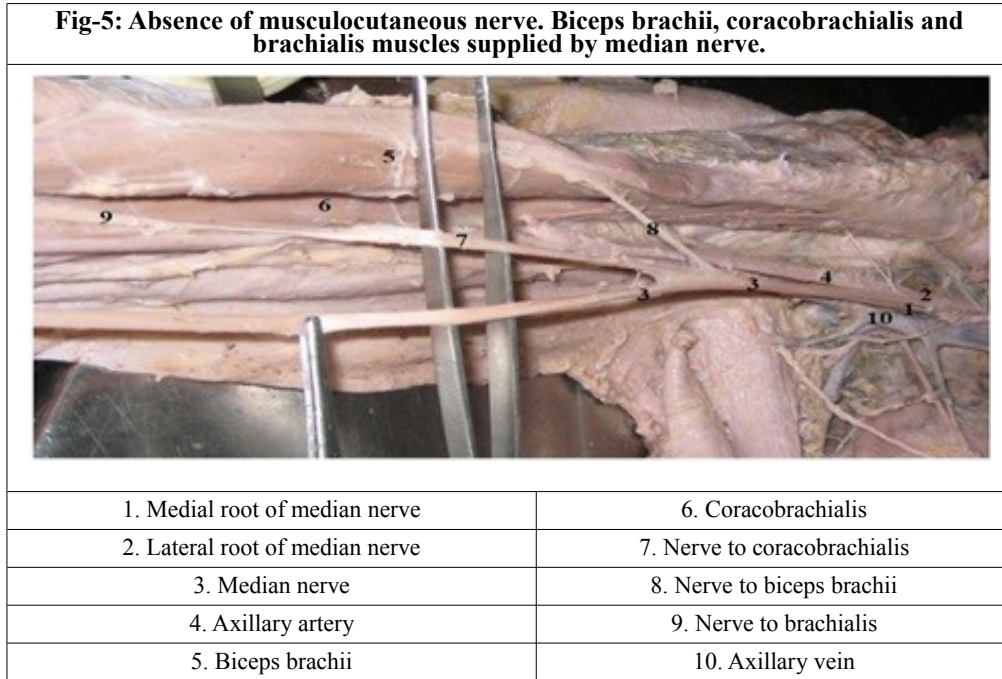 Fig-5: Absence of musculocutaneous nerve. Biceps brachii, coracobrachialis and
brachialis muscles supplied by median nerve.
5
6
9
7
8
4
3
3
2
1
10
1. Medial root of median nerve
6. Coracobrachialis
2. Lateral root of median nerve
7. Nerve to coracobrachialis
3. Median nerve
8. Nerve to biceps brachii
4. Axillary artery
9. Nerve to brachialis
5. Biceps brachii
10. Axillary vein